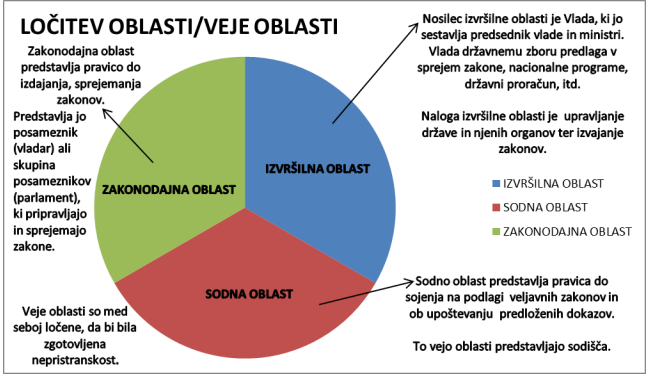 LOČITEV OBLASTI/VEJE OBLASTI
Zakonodajna oblast
predstavlja pravico do
izdajanja, sprejemanja
zakonov.
Predstavlja jo
posameznik
(vladar) ali
skupina
posameznikov
(parlament),
ki pripravljajo
in sprejemajo
zakone.
Nosilec izvršilne oblasti je Vlada, ki jo
sestavlja predsednik vlade in ministri.
Vlada državnemu zboru predlaga v
sprejem zakone, nacionalne programe,
državni proračun, itd.
Naloga izvršilne oblasti je upravljanje
države in njenih organov ter izvajanje
zakonov.
ZAKONODAJNA OBLAST
IZVRŠILNA OBLAST
SODNA OBLAST
IZVRŠILNA OBLAST
SODNA OBLAST
ZAKONODAJNA OBLAST
Veje oblasti so med
seboj ločene, da bi bila
zgotovljena
nepristranskost.
Sodno oblast predstavlja pravica do
sojenja na podlagi veljavnih zakonov in
ob upoštevanju predloženih dokazov.
To vejo oblasti predstavljajo sodišča.